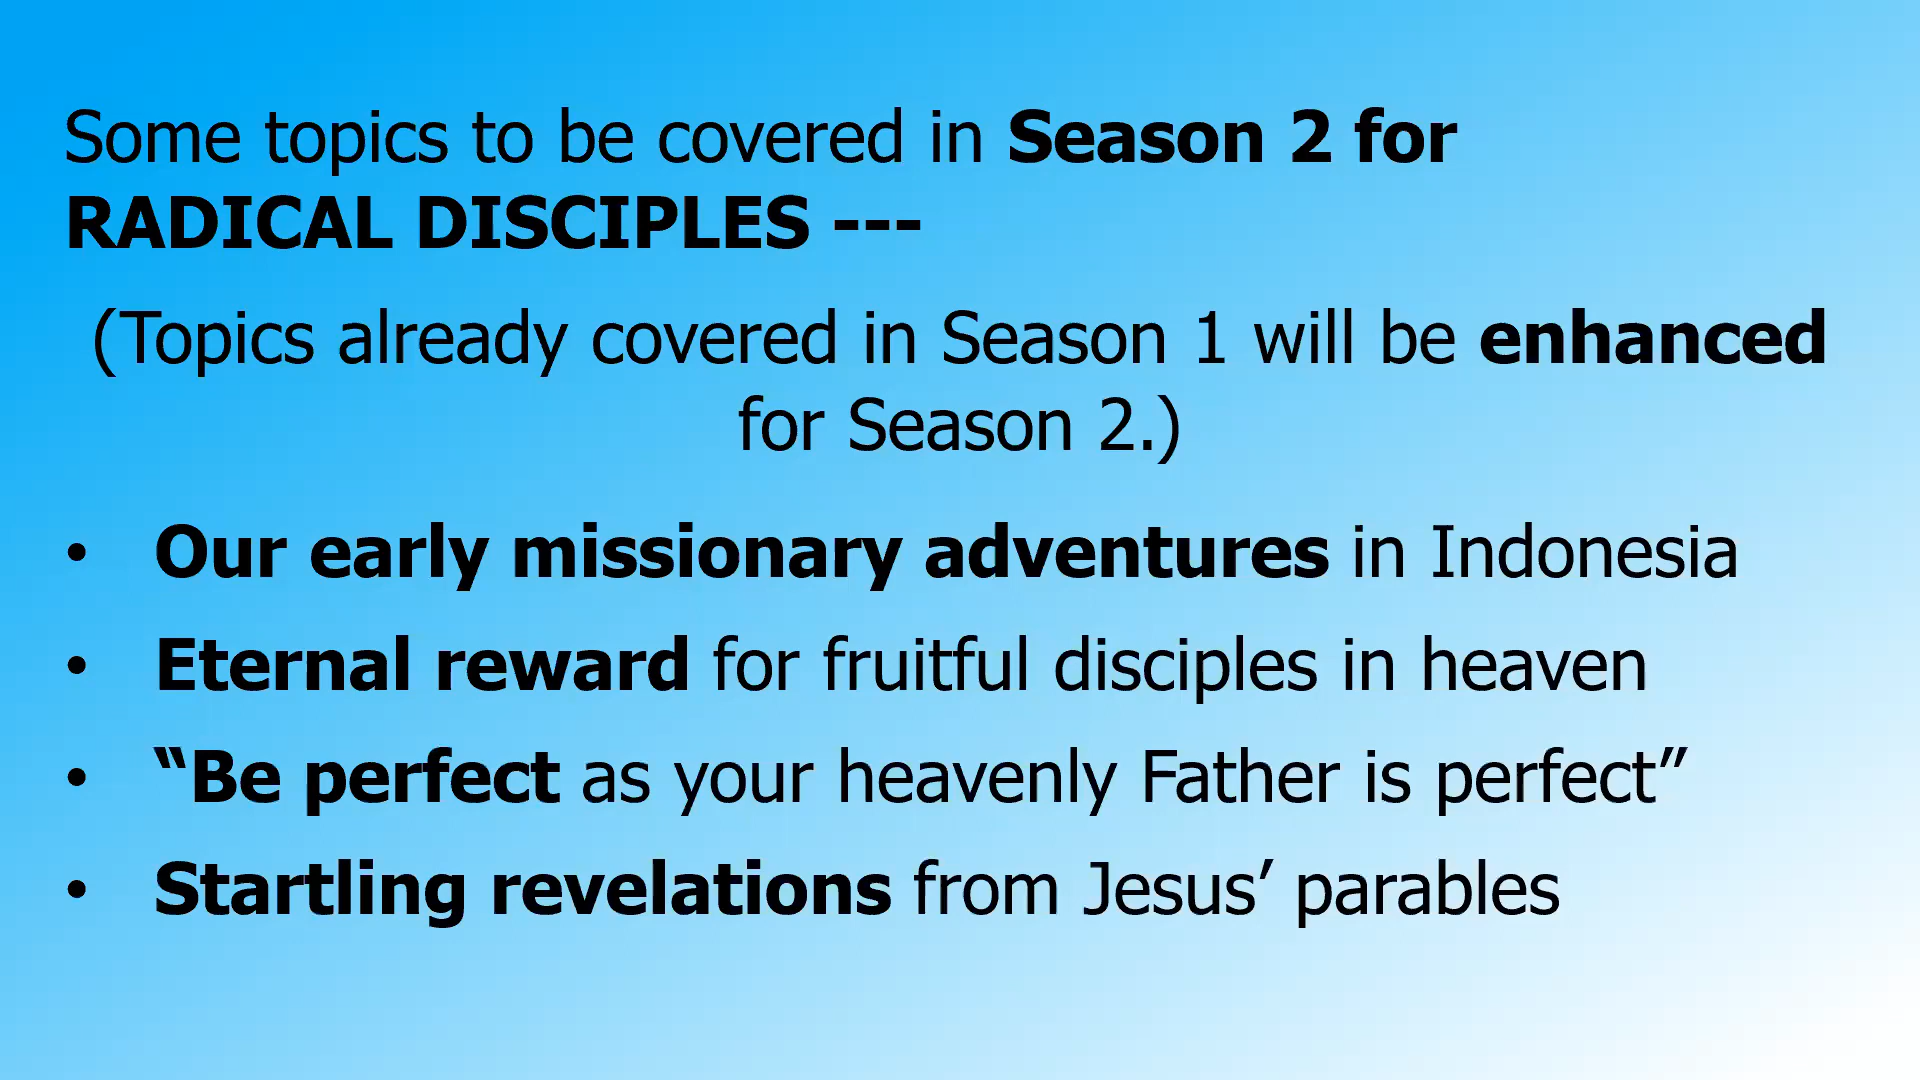 Some topics to be covered in Season 2 for
RADICAL DISCIPLES ---
(Topics already covered in Season 1 will be enhanced
for Season 2.)
• Our early missionary adventures in Indonesia
• Eternal reward for fruitful disciples in heaven
• “Be perfect as your heavenly Father is perfect”
• Startling revelations from Jesus’ parables